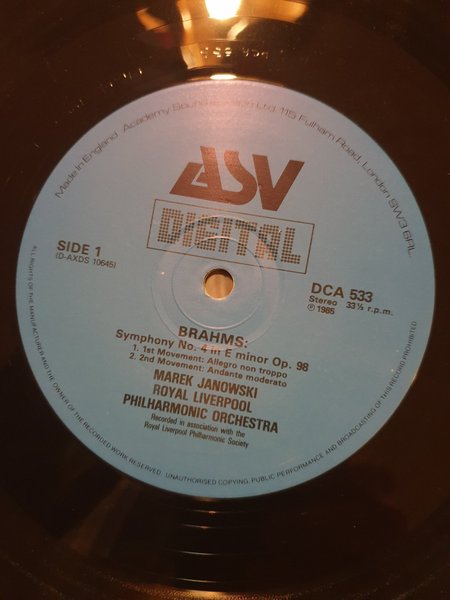 Made in England. Academy Sound & Vision Ltd. 115 Fulham Road, London SW3 6RL.
ASV
DIGITAL
SIDE 1
(D-AXDS 10645)
DCA 533
Stereo 33⅓ r.p.m.
℗ 1985
BRAHMS:
Symphony No. 4 in E minor Op. 98
1. 1st Movement: Allegro non troppo
2. 2nd Movement: Andante moderato
MAREK JANOWSKI
ROYAL LIVERPOOL
PHILHARMONIC ORCHESTRA
Recorded in association with the
Royal Liverpool Philharmonic Society
ALL RIGHTS OF THE MANUFACTURER AND THE OWNER OF THE RECORDED WORK RESERVED. UNAUTHORISED COPYING, PUBLIC PERFORMANCE AND BROADCASTING OF THIS RECORD PROHIBITED